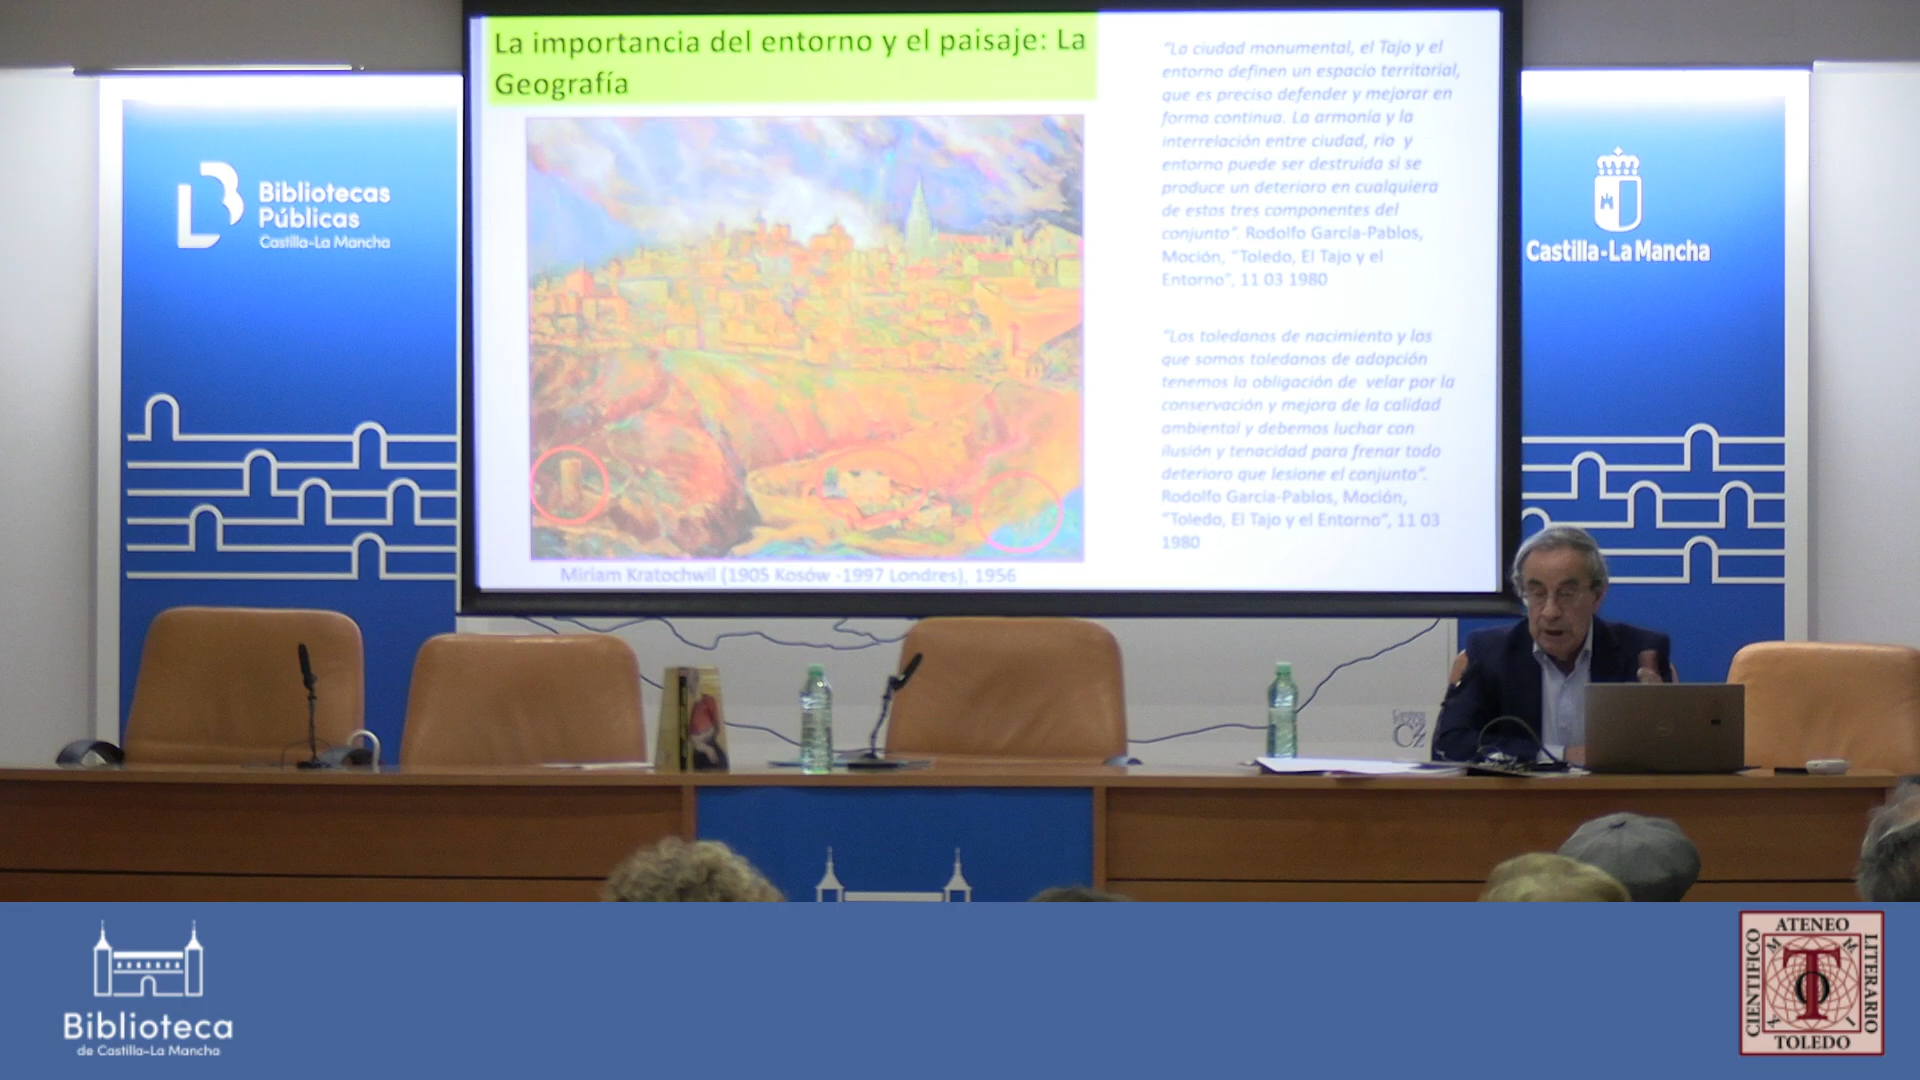 La importancia del entorno y el paisaje: La
Geografía
Miriam Kratochwil (1905 Kosów -1997 Londres), 1956
“La ciudad monumental, el Tajo y el
entorno definen un espacio territorial,
que es preciso defender y mejorar en
forma continua. La armonía y la
interrelación entre ciudad, río y
entorno puede ser destruida si se
produce un deterioro en cualquiera
de estos tres componentes del
conjunto”. Rodolfo García-Pablos,
Moción, “Toledo, El Tajo y el
Entorno”, 11 03 1980
“Los toledanos de nacimiento y los
que somos toledanos de adopción
tenemos la obligación de velar por la
conservación y mejora de la calidad
ambiental y debemos luchar con
ilusión y tenacidad para frenar todo
deterioro que lesione el conjunto”.
Rodolfo García-Pablos, Moción,
“Toledo, El Tajo y el Entorno”, 11 03
1980
Bibliotecas
Públicas
Castilla-La Mancha
Castilla-La Mancha
Biblioteca
de Castilla-La Mancha
ATENEO
CIENTÍFICO
LITERARIO
TOLEDO